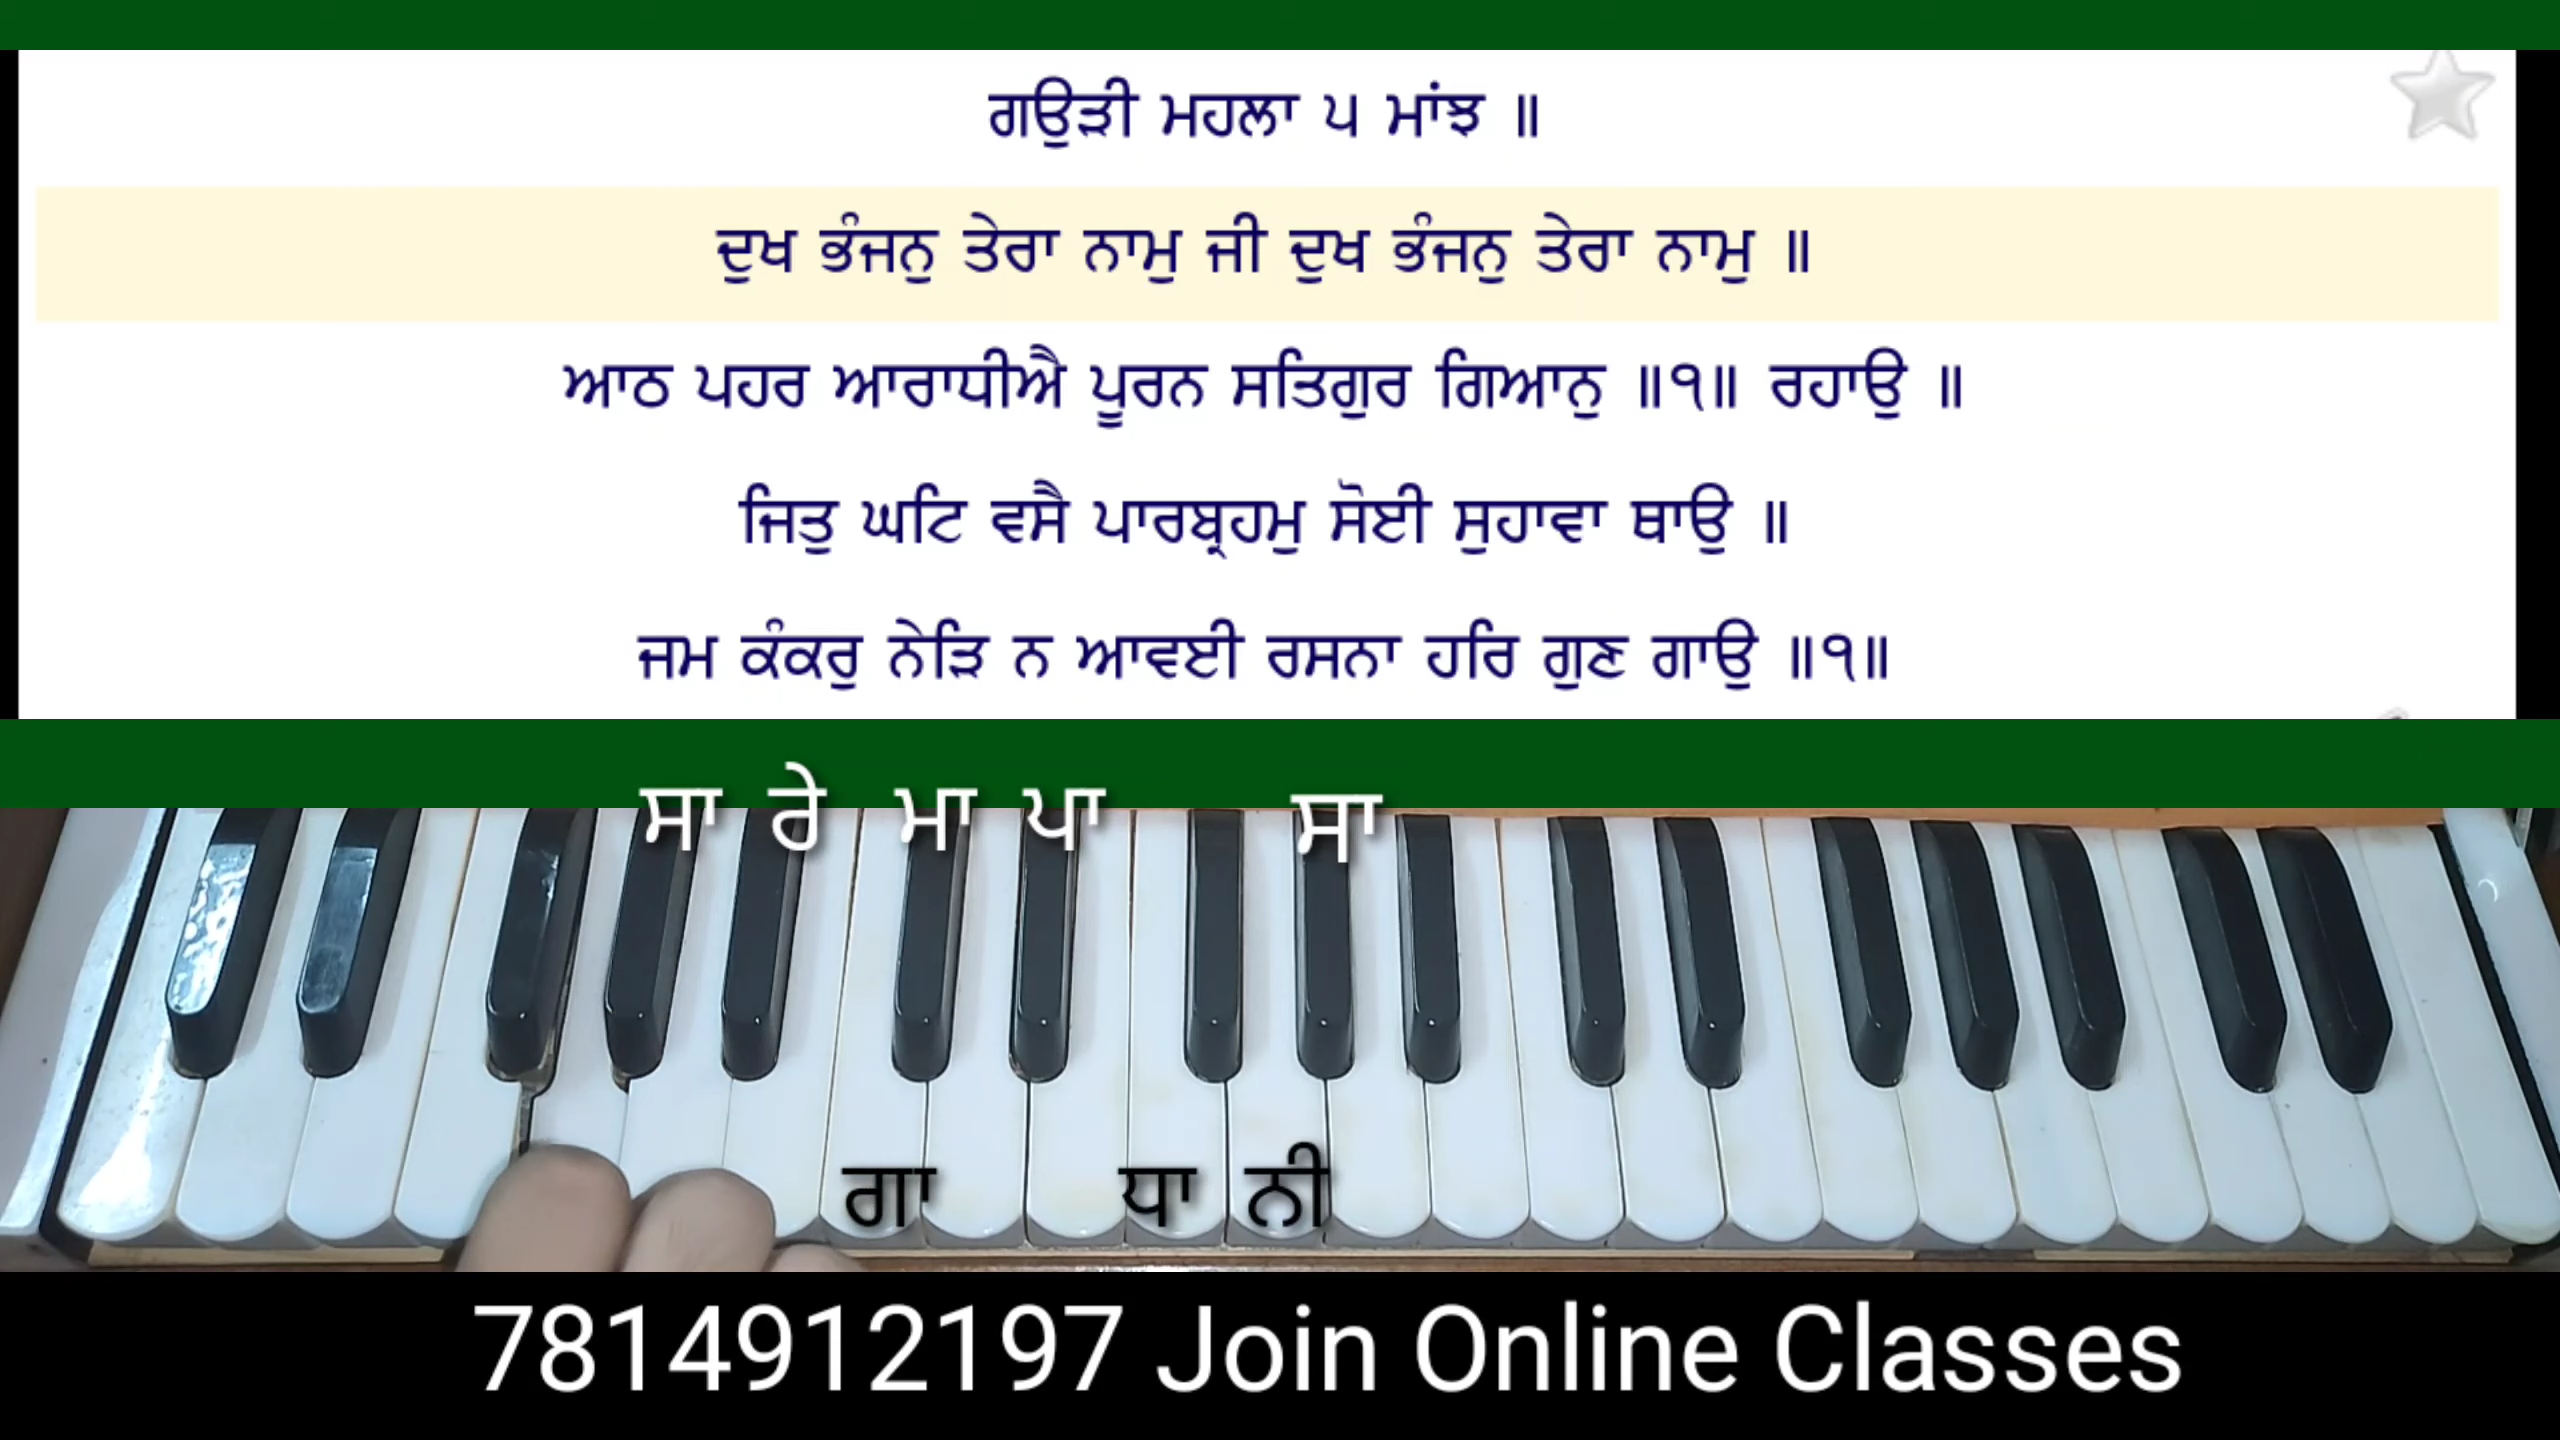 ਗਉੜੀ ਮਹਲਾ ੫ ਮਾਂਝ ॥
ਦੁਖ ਭੰਜਨੁ ਤੇਰਾ ਨਾਮੁ ਜੀ ਦੁਖ ਭੰਜਨੁ ਤੇਰਾ ਨਾਮੁ ॥
ਆਠ ਪਹਰ ਆਰਾਧੀਐ ਪੂਰਨ ਸਤਿਗੁਰ ਗਿਆਨੁ ॥੧॥ ਰਹਾਉ ॥
ਜਿਤੁ ਘਟਿ ਵਸੈ ਪਾਰਬ੍ਰਹਮੁ ਸੋਈ ਸੁਹਾਵਾ ਥਾਉ ॥
ਜਮ ਕੰਕਰੁ ਨੇੜਿ ਨ ਆਵਈ ਰਸਨਾ ਹਰਿ ਗੁਣ ਗਾਉ ॥੧॥
ਸਾ ਰੇ ਮਾ ਪਾ ਸਾ
ਗਾ ਧਾ ਨੀ
7814912197 Join Online Classes